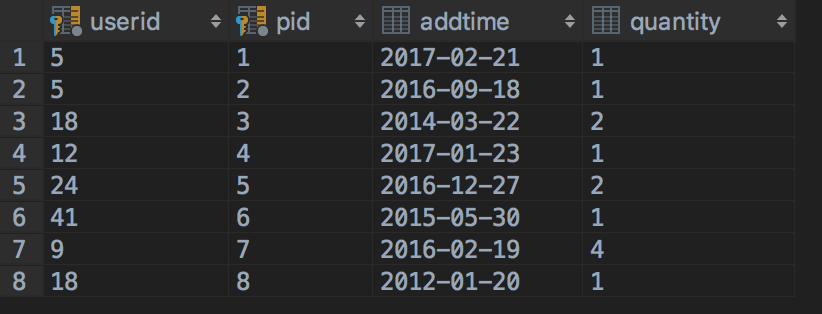 userid pid addtime quantity
1 5 1 2017-02-21 1
2 5 2 2016-09-18 1
3 18 3 2014-03-22 2
4 12 4 2017-01-23 1
5 24 5 2016-12-27 2
6 41 6 2015-05-30 1
7 9 7 2016-02-19 4
8 18 8 2012-01-20 1